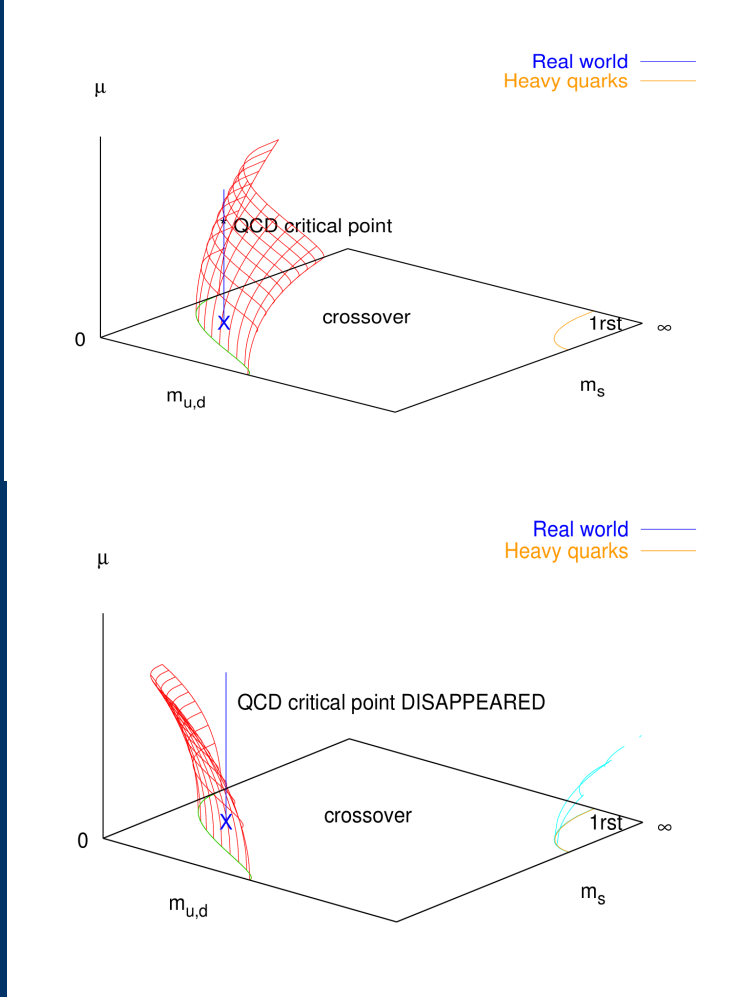 Real world
Heavy quarks
μ
* QCD critical point
crossover
X
1rst
∞
0
m_s
m_u,d
Real world
Heavy quarks
μ
QCD critical point DISAPPEARED
crossover
X
1rst
∞
0
m_s
m_u,d